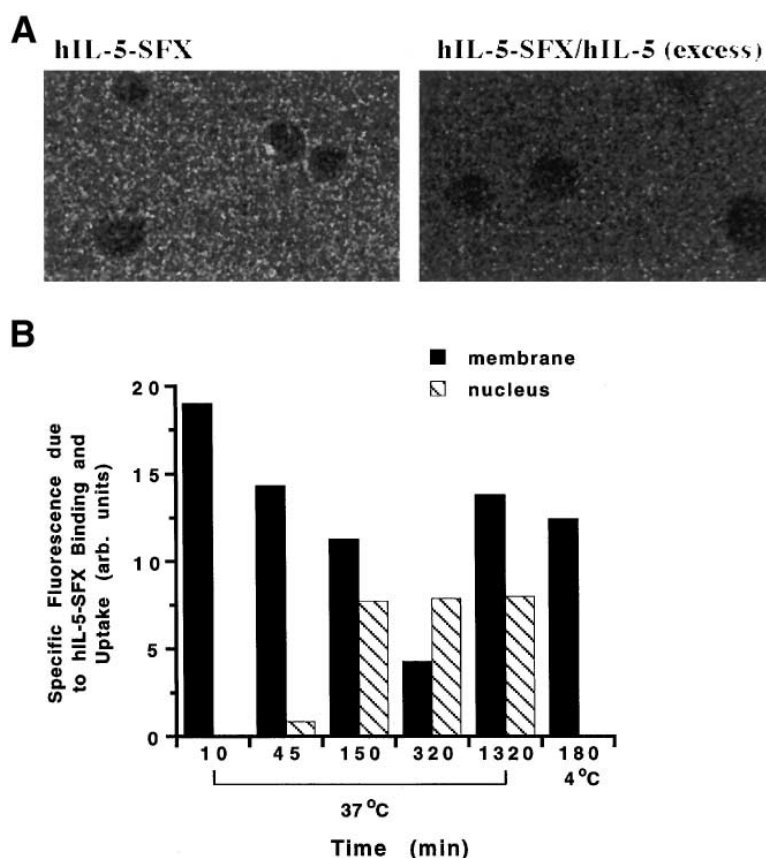 A
hIL-5-SFX
hIL-5-SFX/hIL-5 (excess)
B
membrane
nucleus
Specific Fluorescence due
to hIL-5-SFX Binding and
Uptake (arb. units)
20
15
10
5
0
10 45 150 320 1320 180
4°C
37°C
Time (min)